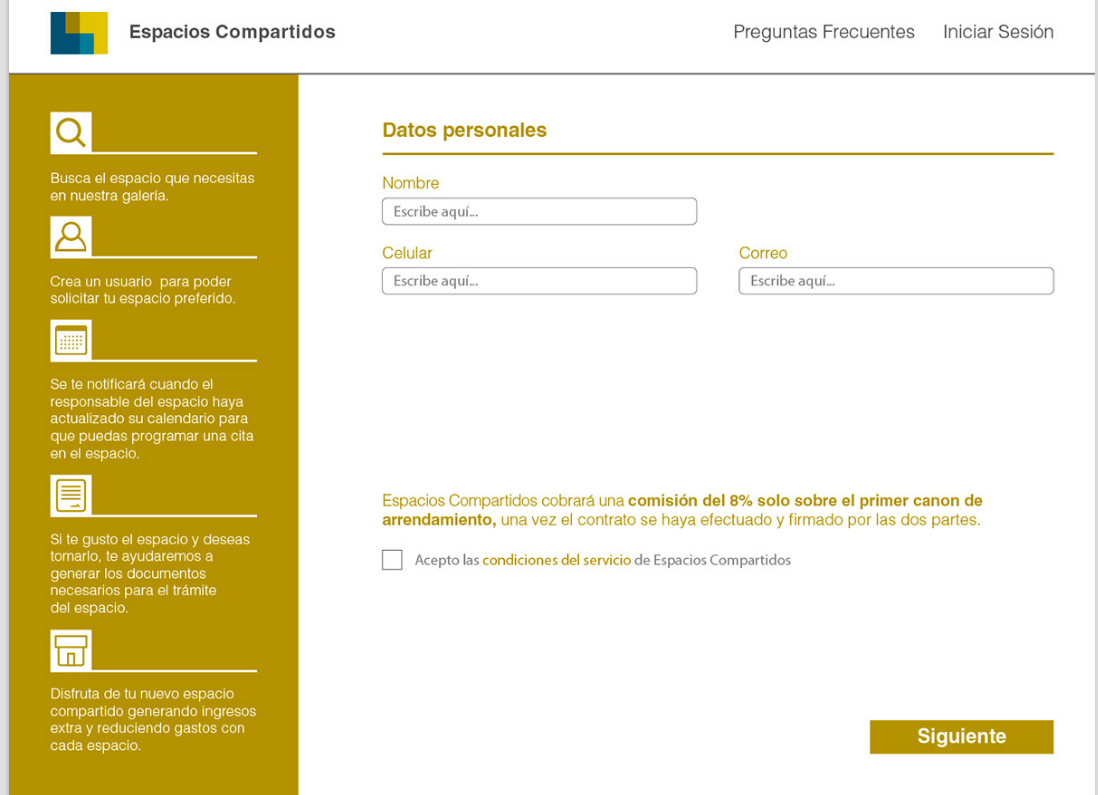 Espacios Compartidos
Preguntas Frecuentes
Iniciar Sesión
Busca el espacio que necesitas
en nuestra galería.
Crea un usuario  para poder
solicitar tu espacio preferido.
Se te notificará cuando el
responsable del espacio haya
actualizado su calendario para
que puedas programar una cita
en el espacio.
Si te gusto el espacio y deseas
tomarlo, te ayudaremos a
generar los documentos
necesarios para el trámite
del espacio.
Disfruta de tu nuevo espacio
compartido generando ingresos
extra y reduciendo gastos con
cada espacio.
Datos personales
Nombre
Escribe aquí...
Celular
Escribe aquí...
Correo
Escribe aquí...
Espacios Compartidos cobrará una comisión del 8% solo sobre el primer canon de
arrendamiento, una vez el contrato se haya efectuado y firmado por las dos partes.
Acepto las condiciones del servicio de Espacios Compartidos
Siguiente